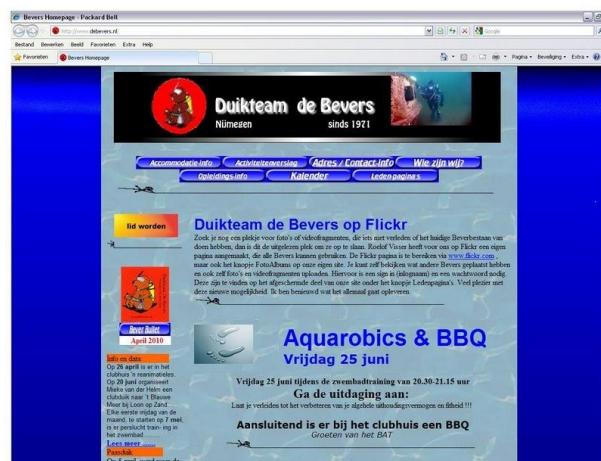 Bevers Homepage - Packard Bell
http://www.debevers.nl
Google
Bestand Bewerken Beeld Favorieten Extra Help
Favorieten Bevers Homepage
Pagina Beveiliging Extra
Duikteam de Bevers
Nijmegen sinds 1971
Accommodatie-info Activiteitenverslag Adres / Contact-info Wie zijn wij?
Opleidings-info Kalender Ledenpagina's
lid worden
Duikteam de Bevers op Flickr
Zoek je nog een plekje voor foto's of videofragmenten, die iets met verleden of het huidige Beverbestaan van
doen hebben, dan is dit de uitgelezen plek om ze op te slaan. Roelof Visser heeft voor ons op Flickr een eigen
pagina aangemaakt, die alle Bevers kunnen gebruiken. De Flickr pagina is te bereiken via www.flickr.com ,
maar ook het knopje FotoAlbums op onze eigen site. Je kunt zelf bekijken wat andere Bevers geplaatst hebben
en ook zelf foto's en videofragmenten uploaden. Hiervoor is een sign in (inlognaam) en een wachtwoord nodig.
Deze zijn te vinden op het afgeschermde deel van onze site onder het knopje Ledenpagina's. Veel plezier met
deze nieuwe mogelijkheid. Ik ben benieuwd wat het allemaal gaat opleveren.
Bever Bullet
April 2010
Info en data:
Op 26 april is er in het
clubhuis 'n reanimatieles.
Op 20 juni organiseert
Mieke van der Helm een
clubduik naar 't Blauwe
Meer bij Loon op Zand.
Elke eerste vrijdag van de
maand, te starten op 7 mei,
is er perslucht train- ing in
het zwembad
Lees meer
Pasduik
Aquarobics & BBQ
Vrijdag 25 juni
Vrijdag 25 juni tijdens de zwembadtraining van 20.30-21.15 uur
Ga de uitdaging aan:
Laat je verleiden tot het verbeteren van je algehele uithoudingsvermogen en fitheid !!!
Aansluitend is er bij het clubhuis een BBQ
Groeten van het BAT